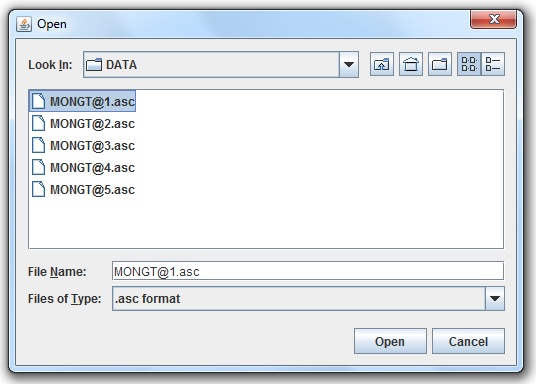 Open
Look In: DATA
MONGT@1.asc
MONGT@2.asc
MONGT@3.asc
MONGT@4.asc
MONGT@5.asc
File Name: MONGT@1.asc
Files of Type: .asc format
Open Cancel